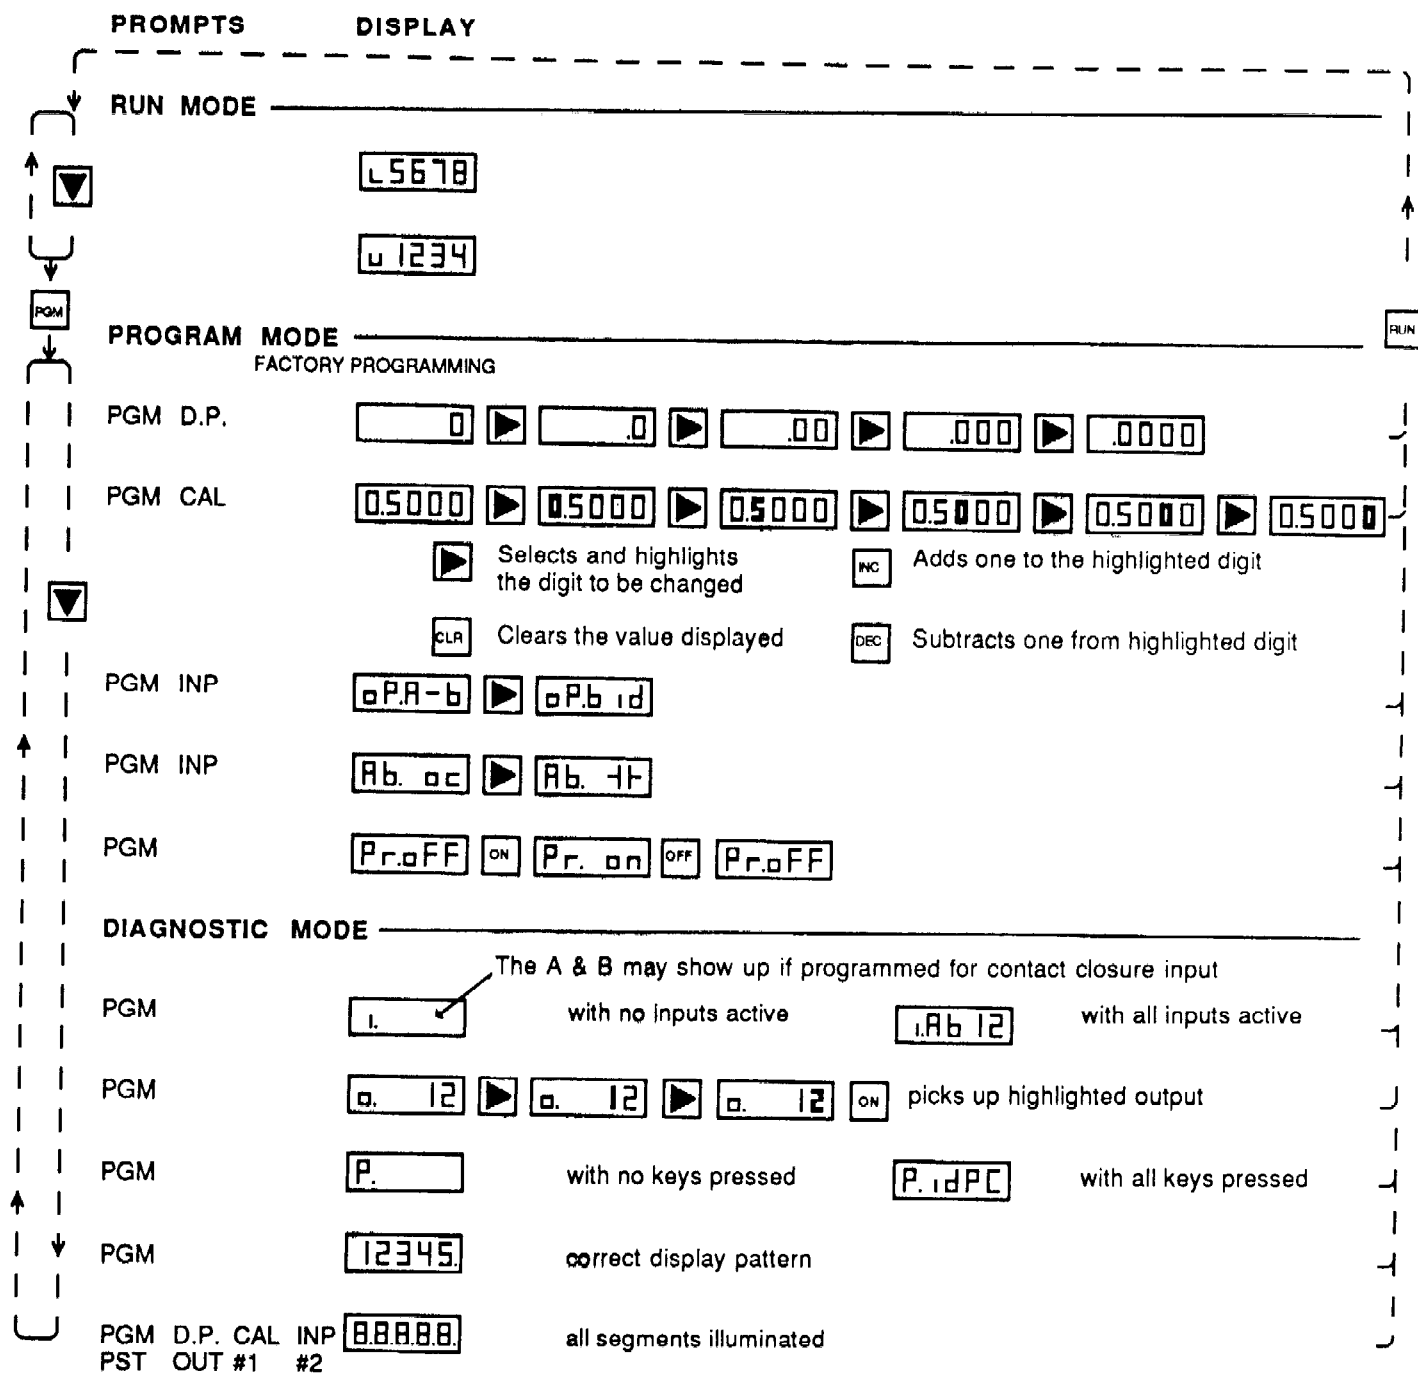 PROMPTS DISPLAY
RUN MODE
L5678
u 1234
PGM
PROGRAM MODE
RUN
FACTORY PROGRAMMING
PGM D.P. 0 .0 .00 .000 .0000
PGM CAL 0.5000 0.5000 0.5000 0.5000 0.5000 0.5000
Selects and highlights the digit to be changed
INC Adds one to the highlighted digit
CLR Clears the value displayed
DEC Subtracts one from highlighted digit
PGM INP oP.A-b oP.b id
PGM INP Ab. oc Ab. ⊣⊢
PGM Pr.oFF ON Pr. on OFF Pr.oFF
DIAGNOSTIC MODE
The A & B may show up if programmed for contact closure input
PGM i. with no inputs active i.Ab 12 with all inputs active
PGM o. 12 o. 12 o. 12 ON picks up highlighted output
PGM P. with no keys pressed P. idPC with all keys pressed
PGM 12345. correct display pattern
PGM D.P. CAL INP 8.8.8.8.8. all segments illuminated
PST OUT #1 #2